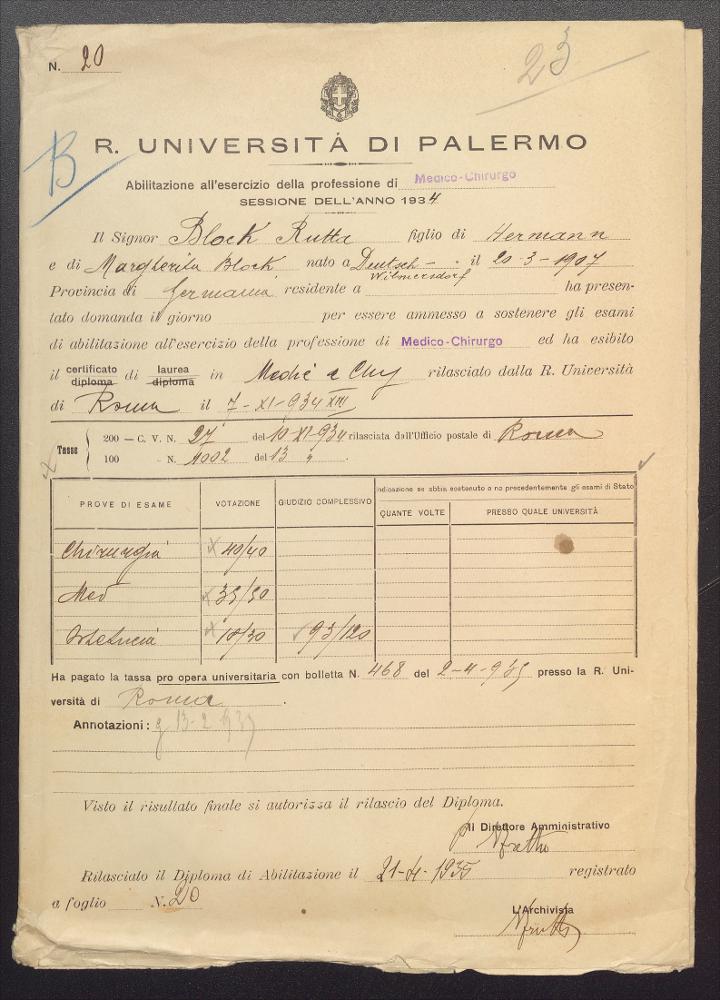 N. 20
23
B
R. UNIVERSITÀ DI PALERMO
Abilitazione all'esercizio della professione di Medico-Chirurgo
SESSIONE DELL'ANNO 1934
Il Signor Block Rutta figlio di Hermann
e di Margherita Block nato a Deutsch- il 20-3-1907
Wilmersdorf
Provincia di Germania residente a ha presen-
tato domanda il giorno per essere ammesso a sostenere gli esami
di abilitazione all'esercizio della professione di Medico-Chirurgo ed ha esibito
il certificato diploma di laurea diploma in Med. e Chir. rilasciato dalla R. Università
di Roma il 7-XI-934 XIII
Tasse
200 — C. V. N. 27 del 10 XI-934 rilasciata dall'Ufficio postale di Roma
100 N. 1002 del 13 "
PROVE DI ESAME VOTAZIONE GIUDIZIO COMPLESSIVO Indicazione se abbia sostenuto o no precedentemente gli esami di Stato
QUANTE VOLTE PRESSO QUALE UNIVERSITÀ
Chirurgia 40/40
Med 35/50
Ostetricia 18/30 93/120
Ha pagato la tassa pro opera universitaria con bolletta N. 468 del 2-4-935 presso la R. Uni-
versità di Roma.
Annotazioni:
Visto il risultato finale si autorizza il rilascio del Diploma.
Il Direttore Amministrativo
Rilasciato il Diploma di Abilitazione il 21-4-1935 registrato
a foglio N. 20
L'Archivista